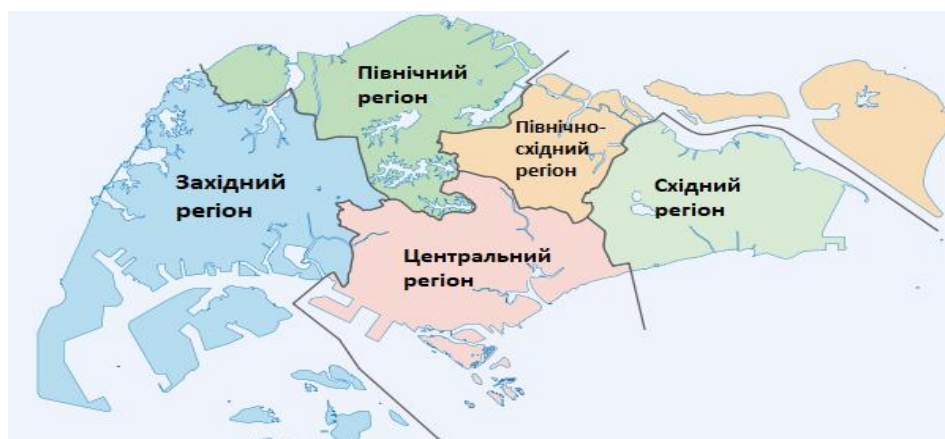 Північний
регіон
Північно-
східний
регіон
Західний
регіон
Східний
регіон
Центральний
регіон